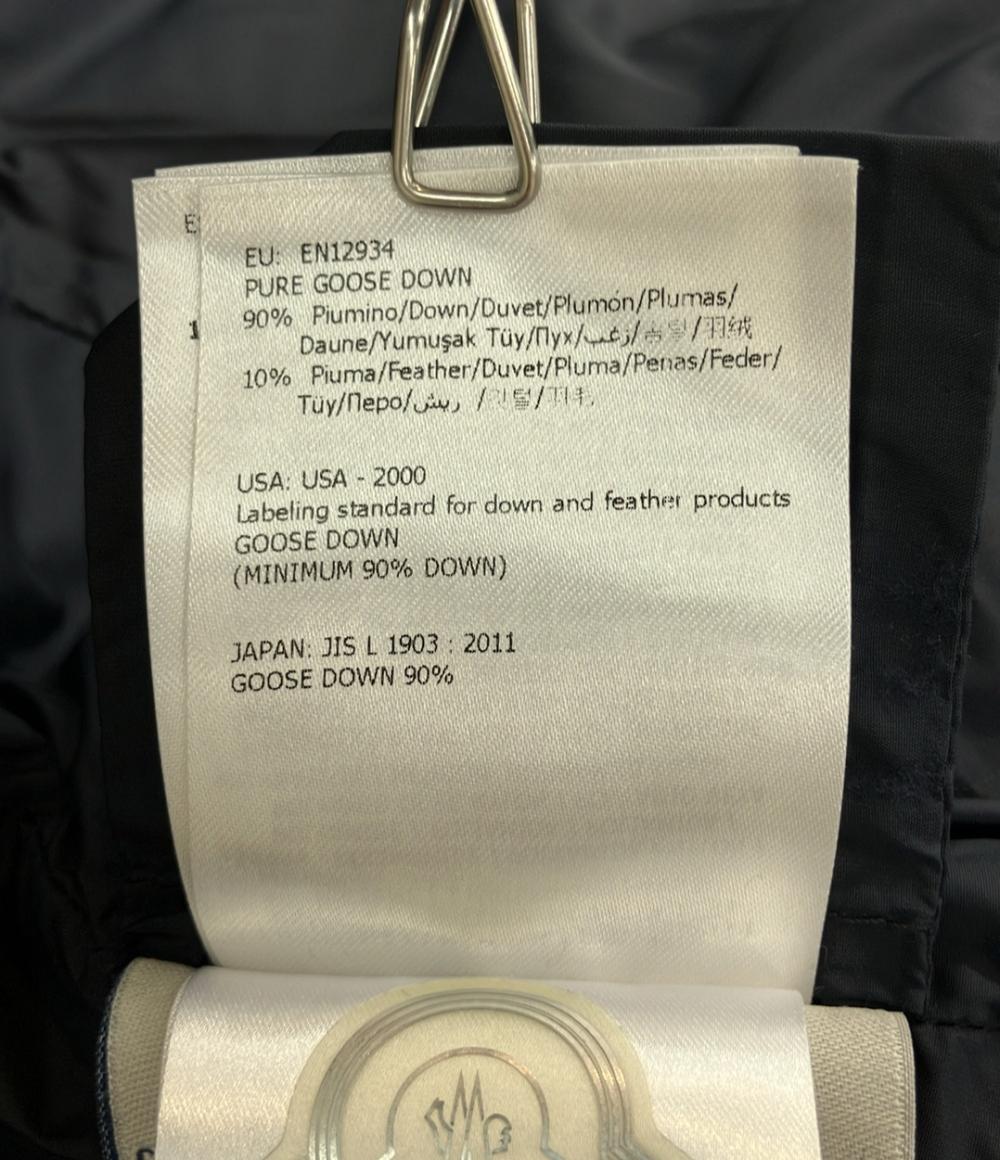 EU: EN12934
PURE GOOSE DOWN
90% Piumino/Down/Duvet/Plumón/Plumas/
Daune/Yumuşak Tüy/Пух/زغب/솜털/羽绒
10% Piuma/Feather/Duvet/Pluma/Penas/Feder/
Tüy/Перо/ريش /깃털/羽毛
USA: USA - 2000
Labeling standard for down and feather products
GOOSE DOWN
(MINIMUM 90% DOWN)
JAPAN: JIS L 1903 : 2011
GOOSE DOWN 90%